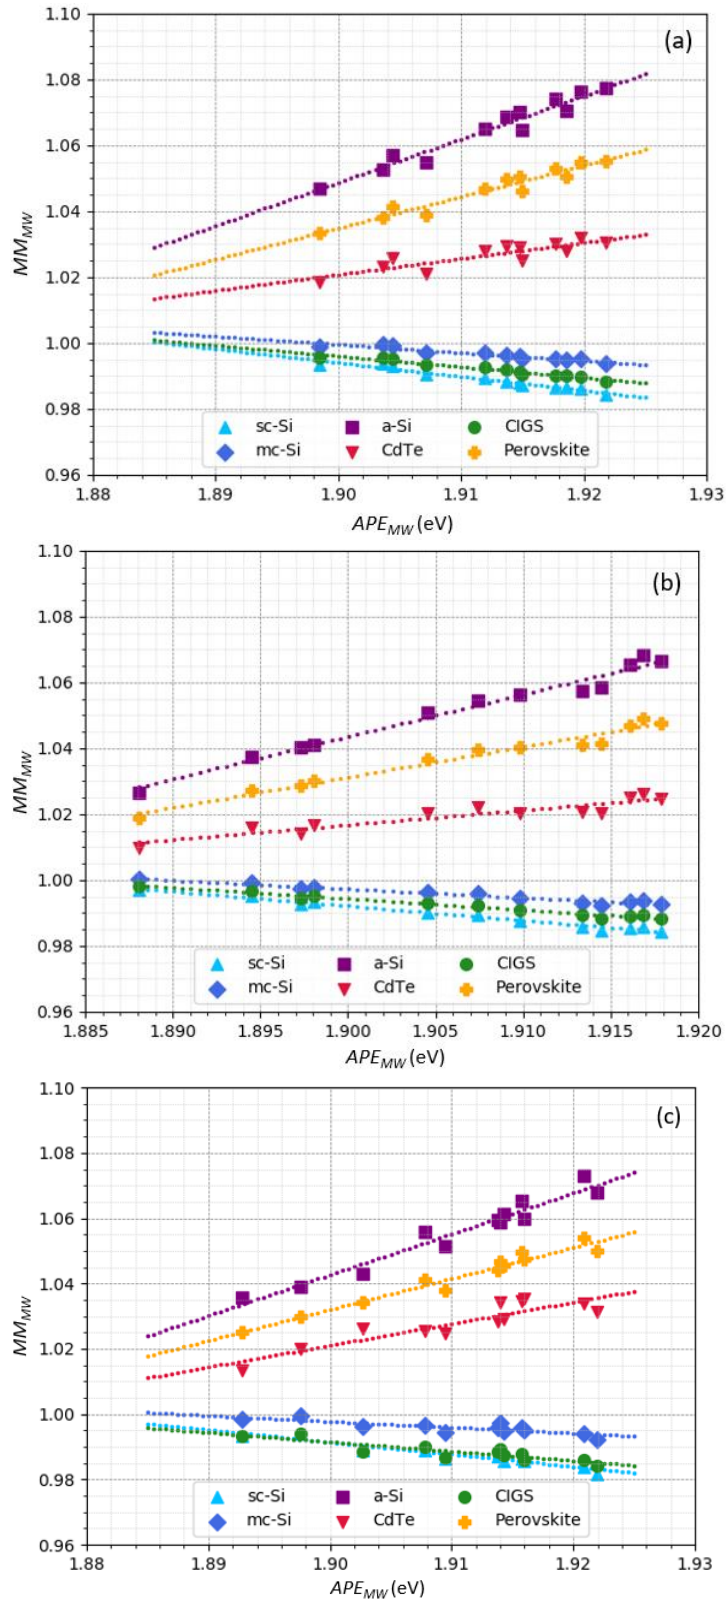 (a)
MM_MW
1.10
1.08
1.06
1.04
1.02
1.00
0.98
0.96
sc-Si a-Si CIGS
mc-Si CdTe Perovskite
1.88 1.89 1.90 1.91 1.92 1.93
APE_MW (eV)
(b)
MM_MW
1.10
1.08
1.06
1.04
1.02
1.00
0.98
0.96
sc-Si a-Si CIGS
mc-Si CdTe Perovskite
1.885 1.890 1.895 1.900 1.905 1.910 1.915 1.920
APE_MW (eV)
(c)
MM_MW
1.10
1.08
1.06
1.04
1.02
1.00
0.98
0.96
sc-Si a-Si CIGS
mc-Si CdTe Perovskite
1.88 1.89 1.90 1.91 1.92 1.93
APE_MW (eV)